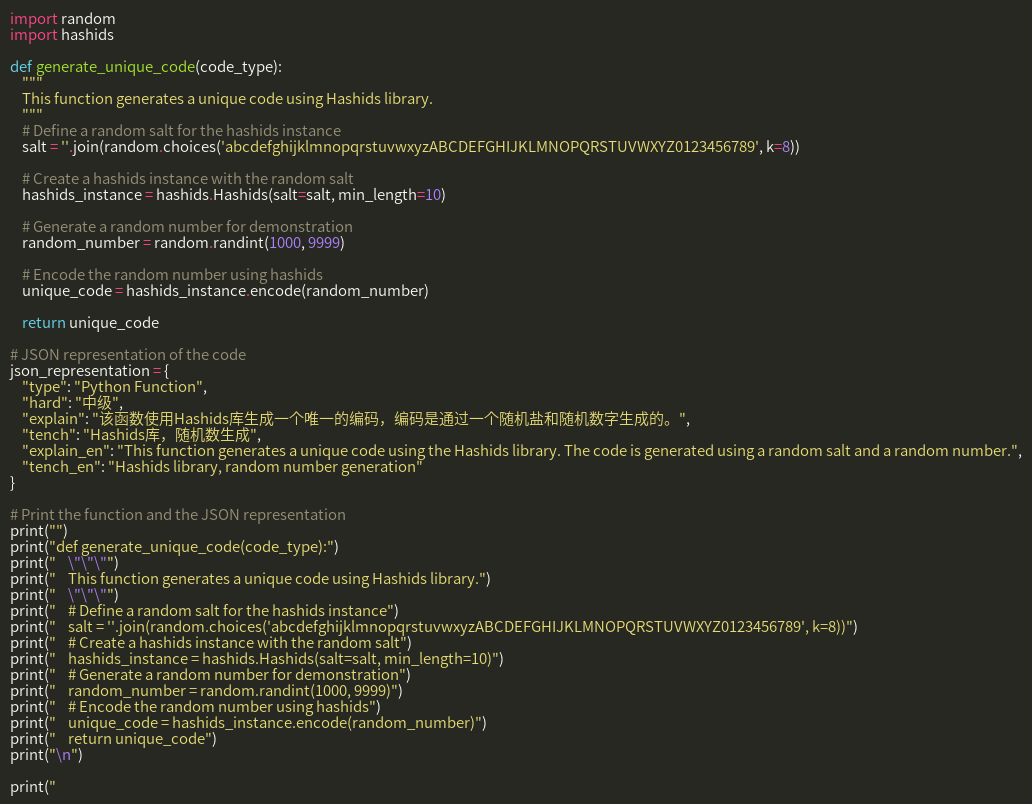 import random
import hashids
def generate_unique_code(code_type):
"""
This function generates a unique code using Hashids library.
"""
# Define a random salt for the hashids instance
salt = ''.join(random.choices('abcdefghijklmnopqrstuvwxyzABCDEFGHIJKLMNOPQRSTUVWXYZ0123456789', k=8))
# Create a hashids instance with the random salt
hashids_instance = hashids.Hashids(salt=salt, min_length=10)
# Generate a random number for demonstration
random_number = random.randint(1000, 9999)
# Encode the random number using hashids
unique_code = hashids_instance.encode(random_number)
return unique_code
# JSON representation of the code
json_representation = {
"type": "Python Function",
"hard": "中级",
"explain": "该函数使用Hashids库生成一个唯一的编码，编码是通过一个随机盐和随机数字生成的。",
"tench": "Hashids库，随机数生成",
"explain_en": "This function generates a unique code using the Hashids library. The code is generated using a random salt and a random number.",
"tench_en": "Hashids library, random number generation"
}
# Print the function and the JSON representation
print("")
print("def generate_unique_code(code_type):")
print("    \"\"\"")
print("    This function generates a unique code using Hashids library.")
print("    \"\"\"")
print("    # Define a random salt for the hashids instance")
print("    salt = ''.join(random.choices('abcdefghijklmnopqrstuvwxyzABCDEFGHIJKLMNOPQRSTUVWXYZ0123456789', k=8))")
print("    # Create a hashids instance with the random salt")
print("    hashids_instance = hashids.Hashids(salt=salt, min_length=10)")
print("    # Generate a random number for demonstration")
print("    random_number = random.randint(1000, 9999)")
print("    # Encode the random number using hashids")
print("    unique_code = hashids_instance.encode(random_number)")
print("    return unique_code")
print("\n")
print("